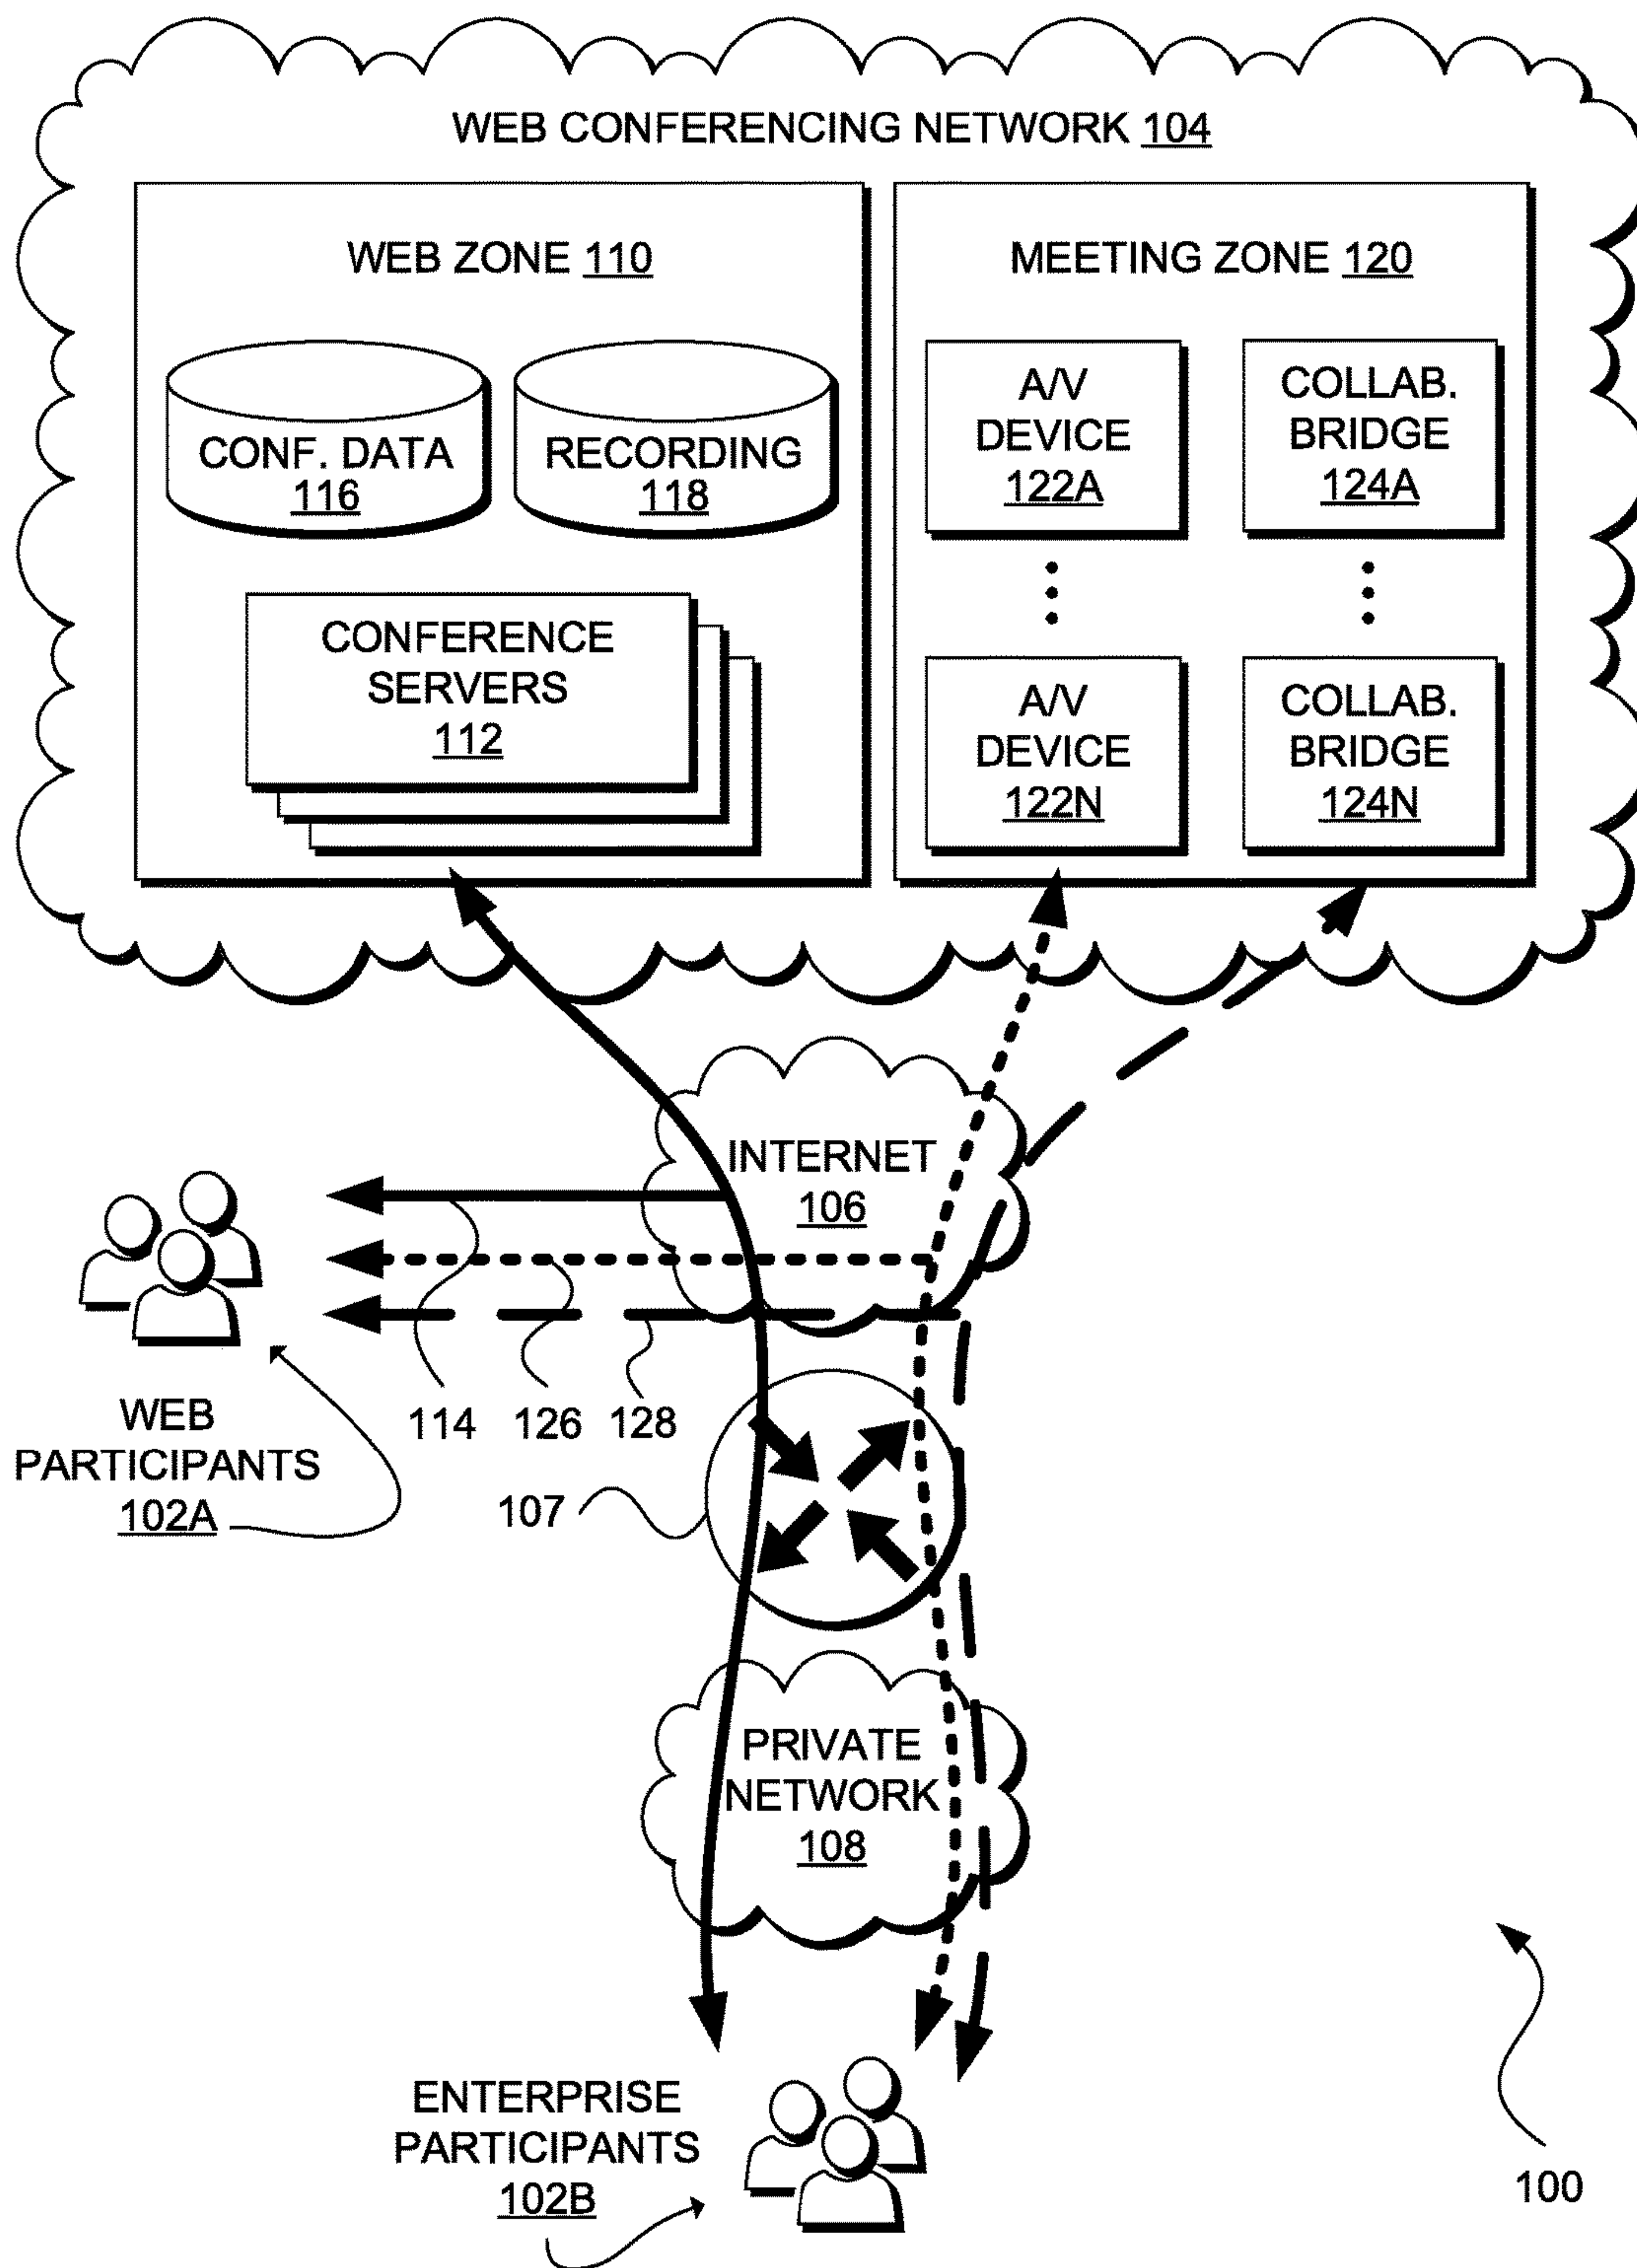 WEB CONFERENCING NETWORK 104
WEB ZONE 110
CONF. DATA
116
RECORDING
118
CONFERENCE
SERVERS
112
MEETING ZONE 120
A/V
DEVICE
122A
COLLAB.
BRIDGE
124A
A/V
DEVICE
122N
COLLAB.
BRIDGE
124N
INTERNET
106
WEB
PARTICIPANTS
102A
114
126
128
107
PRIVATE
NETWORK
108
ENTERPRISE
PARTICIPANTS
102B
100